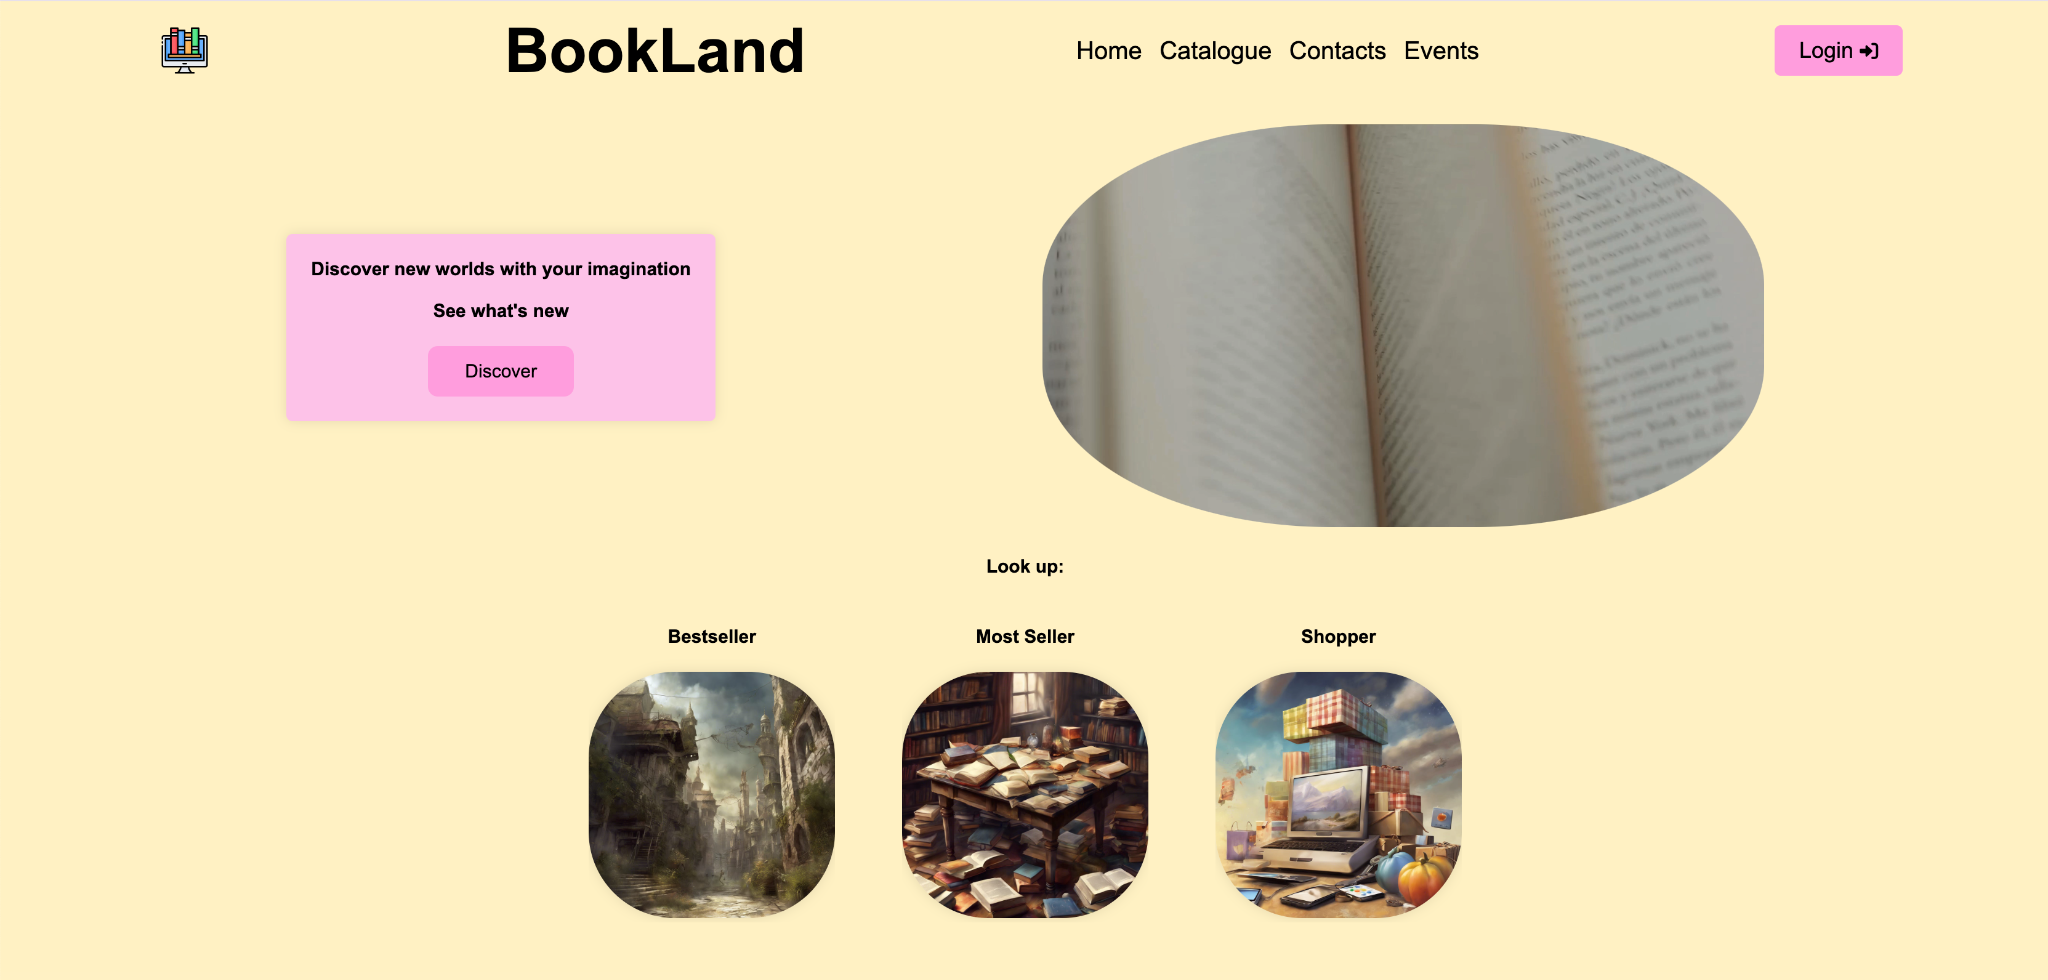 BookLand
Home Catalogue Contacts Events
Login
Discover new worlds with your imagination
See what's new
Discover
Look up:
Bestseller
Most Seller
Shopper